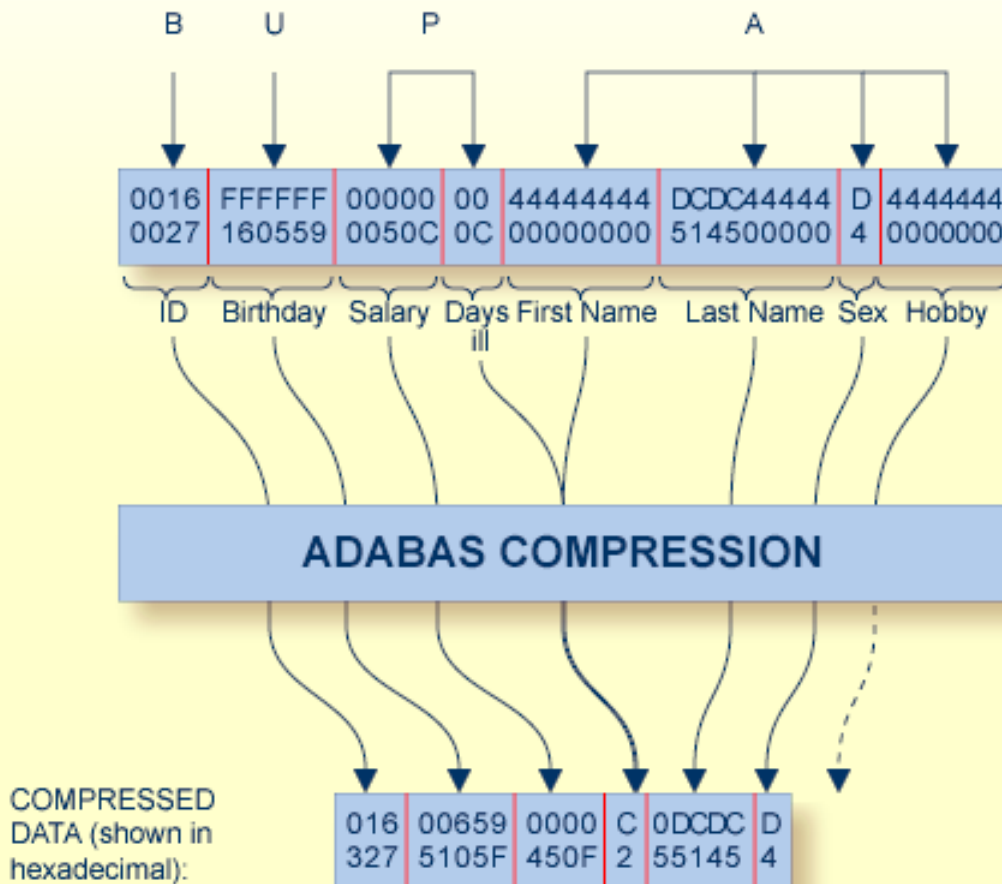 B U P A
0016 FFFFFF 00000 00 44444444 DCDC44444 D 4444444
0027 160559 0050C 0C 00000000 514500000 4 0000000
ID Birthday Salary Days First Name Last Name Sex Hobby
ill
ADABAS COMPRESSION
COMPRESSED
DATA (shown in
hexadecimal):
016 00659 0000 C 0DCDC D
327 5105F 450F 2 55145 4